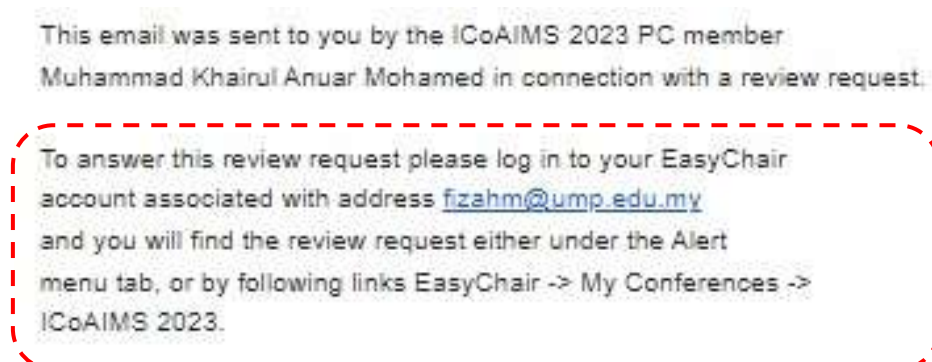 This email was sent to you by the ICoAIMS 2023 PC member
Muhammad Khairul Anuar Mohamed in connection with a review request.
To answer this review request please log in to your EasyChair
account associated with address fizahm@ump.edu.my
and you will find the review request either under the Alert
menu tab, or by following links EasyChair -> My Conferences ->
ICoAIMS 2023.